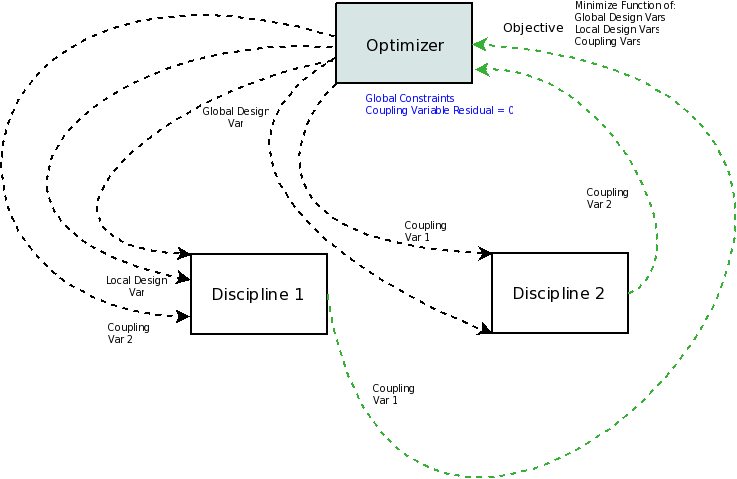 Minimize Function of:
Global Design Vars
Local Design Vars
Coupling Vars
Objective
Optimizer
Global Constraints
Coupling Variable Residual = 0
Global Design
Var
Coupling
Var 2
Coupling
Var 1
Local Design
Var
Discipline 1
Discipline 2
Coupling
Var 2
Coupling
Var 1